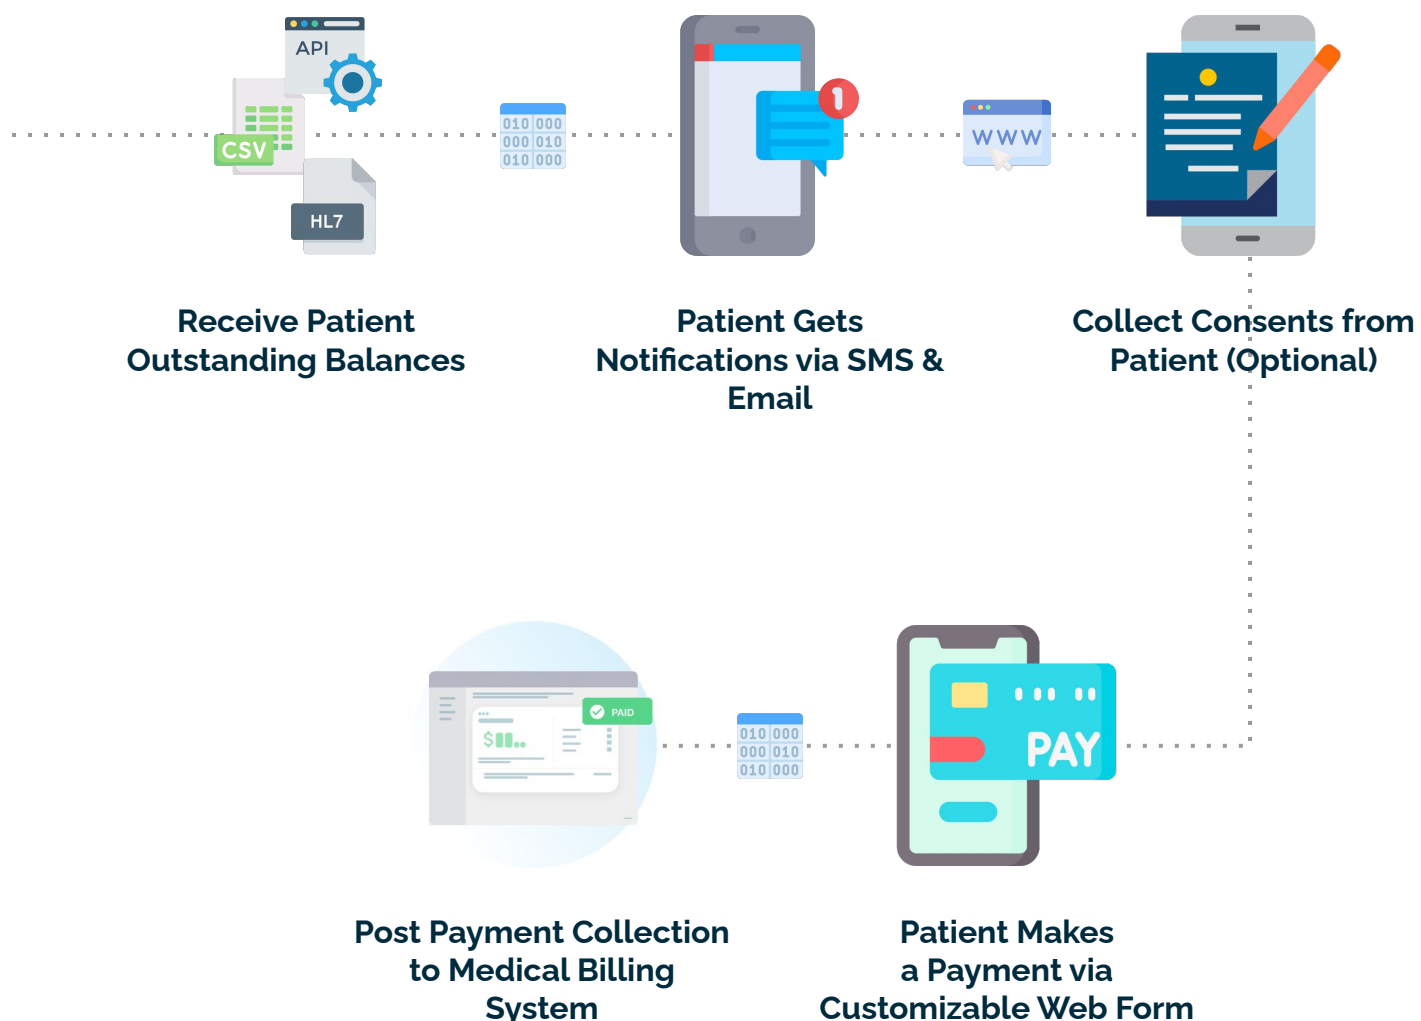 API
CSV
HL7
010 000
000 010
010 000
1
WWW
Receive Patient
Outstanding Balances
Patient Gets
Notifications via SMS &
Email
Collect Consents from
Patient (Optional)
$
PAID
010 000
000 010
010 000
PAY
Post Payment Collection
to Medical Billing
System
Patient Makes
a Payment via
Customizable Web Form